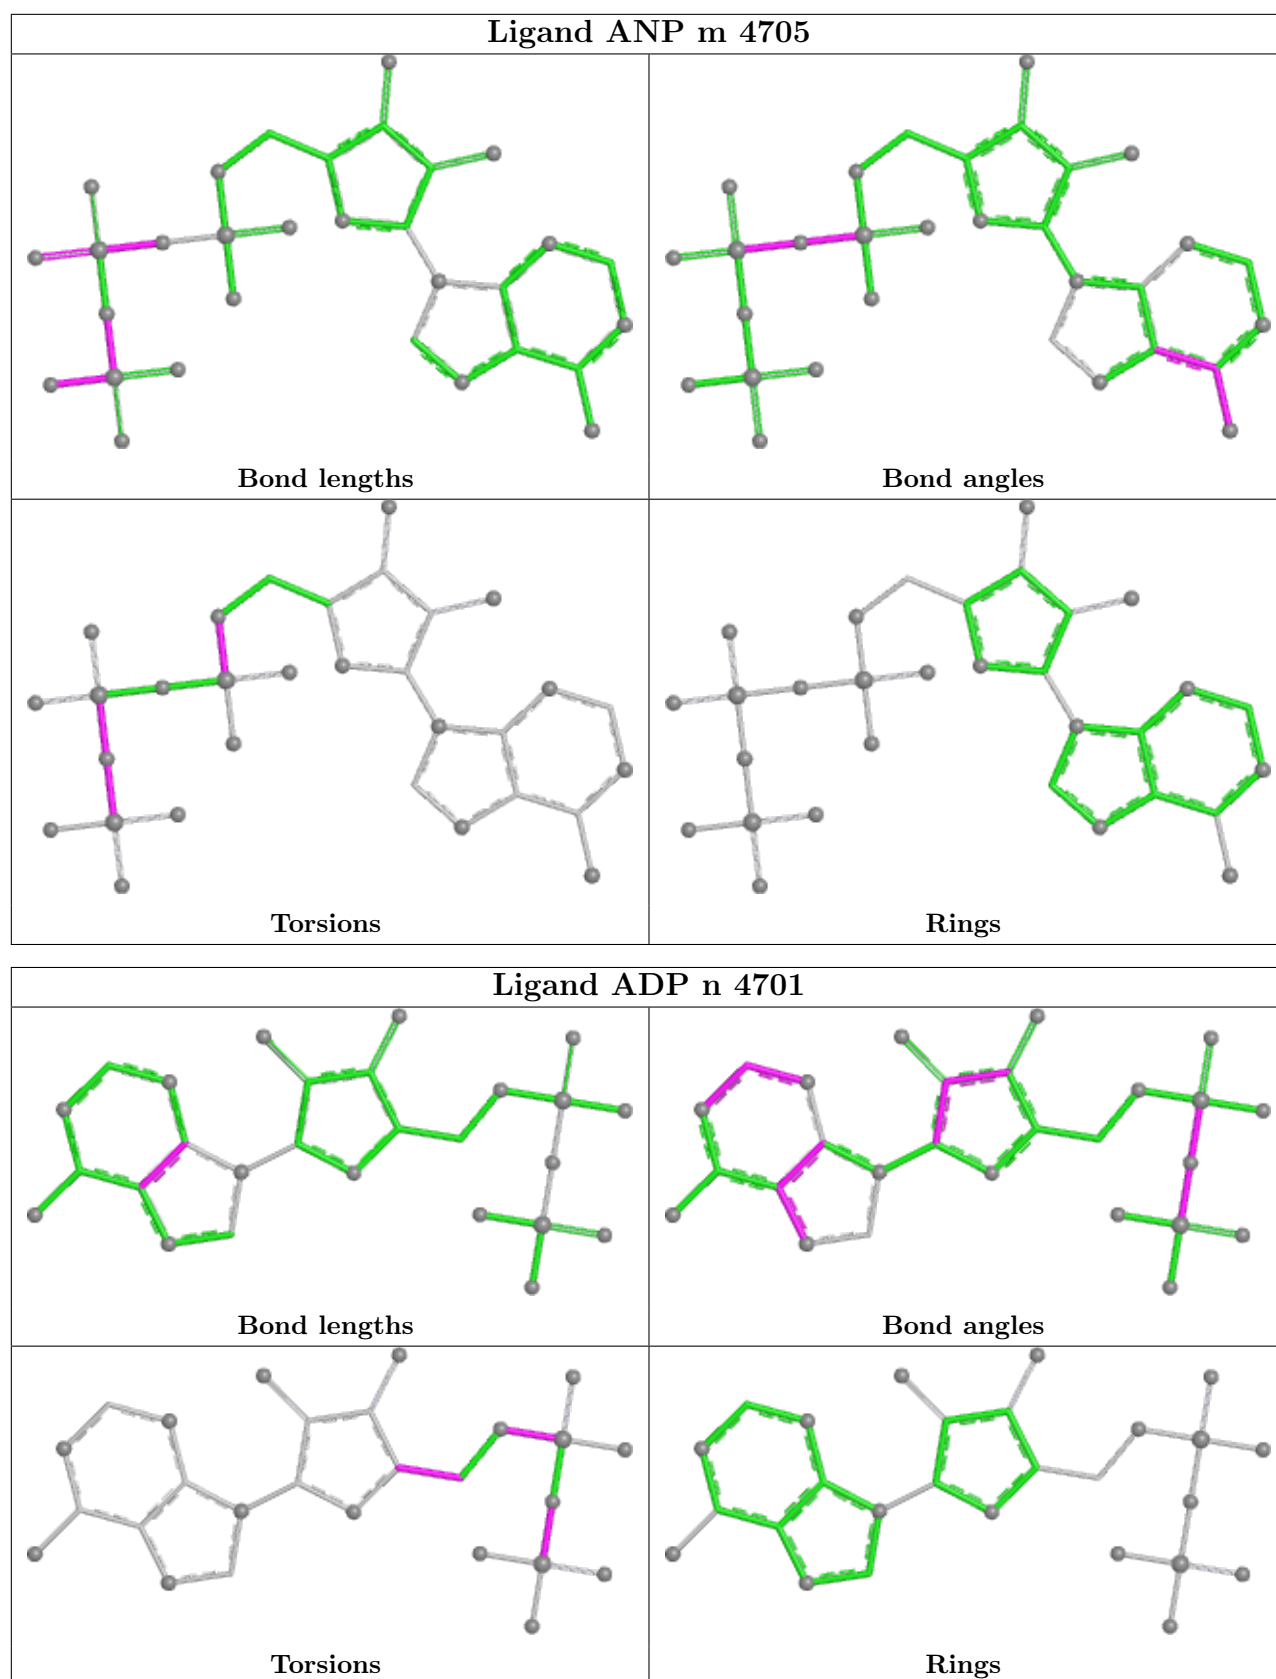 Ligand ANP m 4705
Bond lengths
Bond angles
Torsions
Rings
Ligand ADP n 4701
Bond lengths
Bond angles
Torsions
Rings